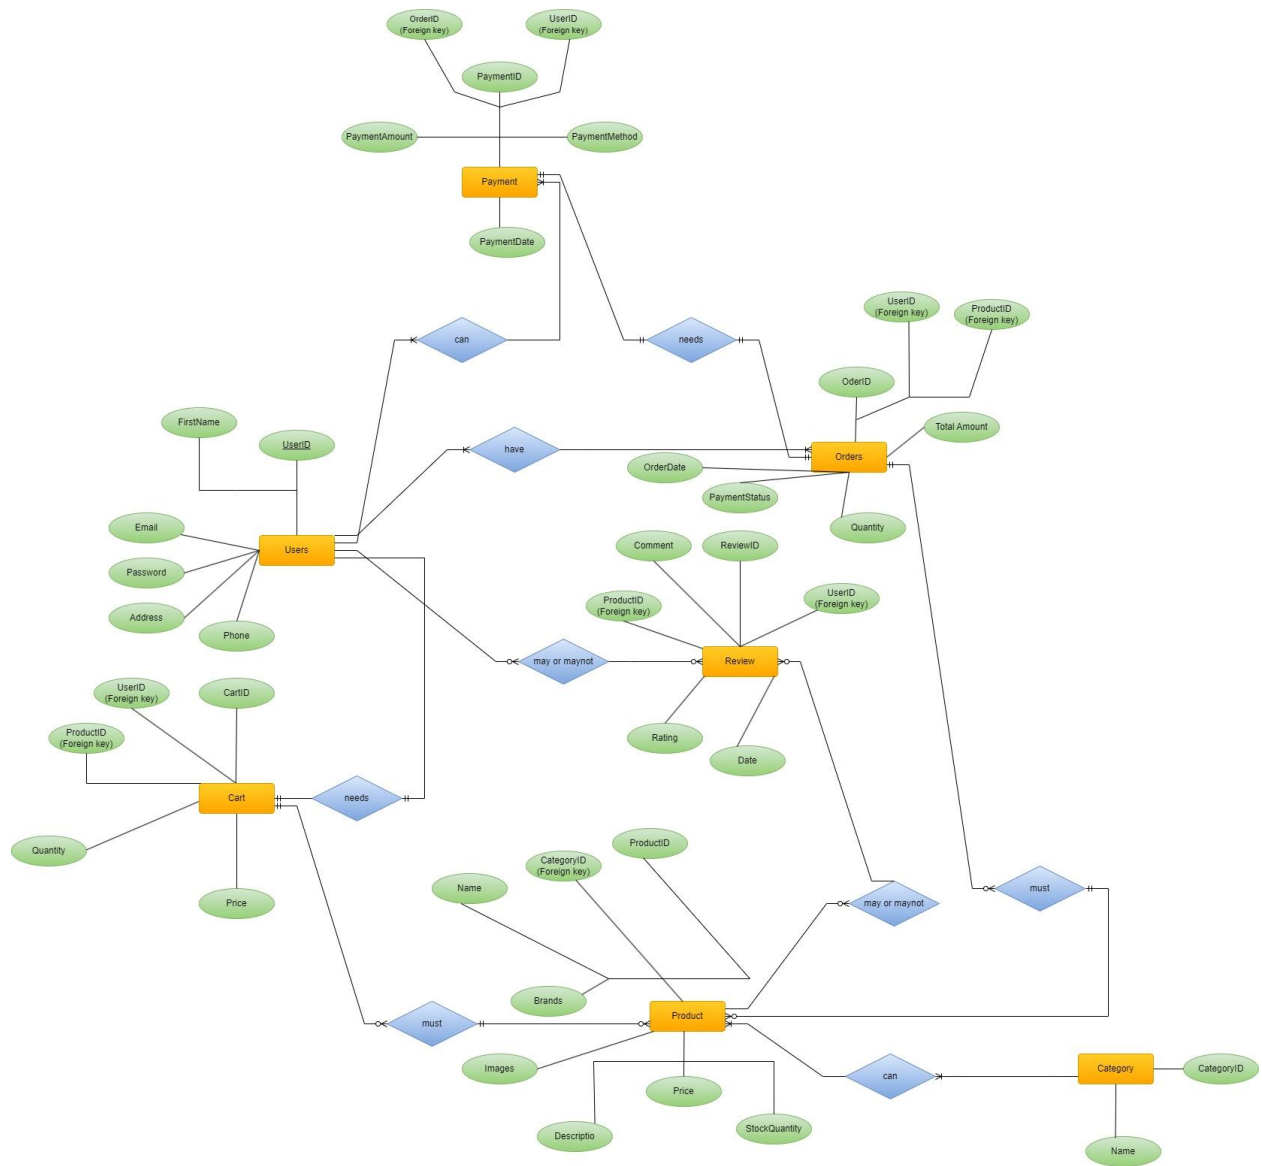 OrderID
(Foreign key)
UserID
(Foreign key)
PaymentID
PaymentAmount
PaymentMethod
Payment
PaymentDate
can
needs
UserID
(Foreign key)
ProductID
(Foreign key)
OderID
Total Amount
Orders
OrderDate
PaymentStatus
Quantity
have
FirstName
UserID
Email
Password
Address
Phone
Users
Comment
ReviewID
ProductID
(Foreign key)
UserID
(Foreign key)
Review
Rating
Date
may or maynot
UserID
(Foreign key)
CartID
ProductID
(Foreign key)
Cart
needs
Quantity
Price
ProductID
CategoryID
(Foreign key)
Name
may or maynot
must
Brands
Product
must
Images
Price
Descriptio
StockQuantity
can
Category
CategoryID
Name